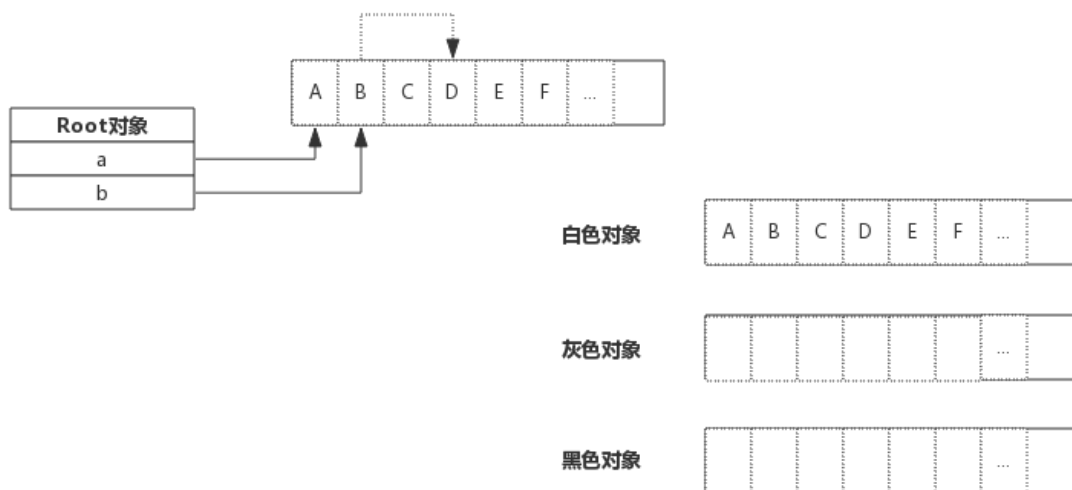 A B C D E F ...
Root对象
a
b
白色对象 A B C D E F ...
灰色对象 ...
黑色对象 ...